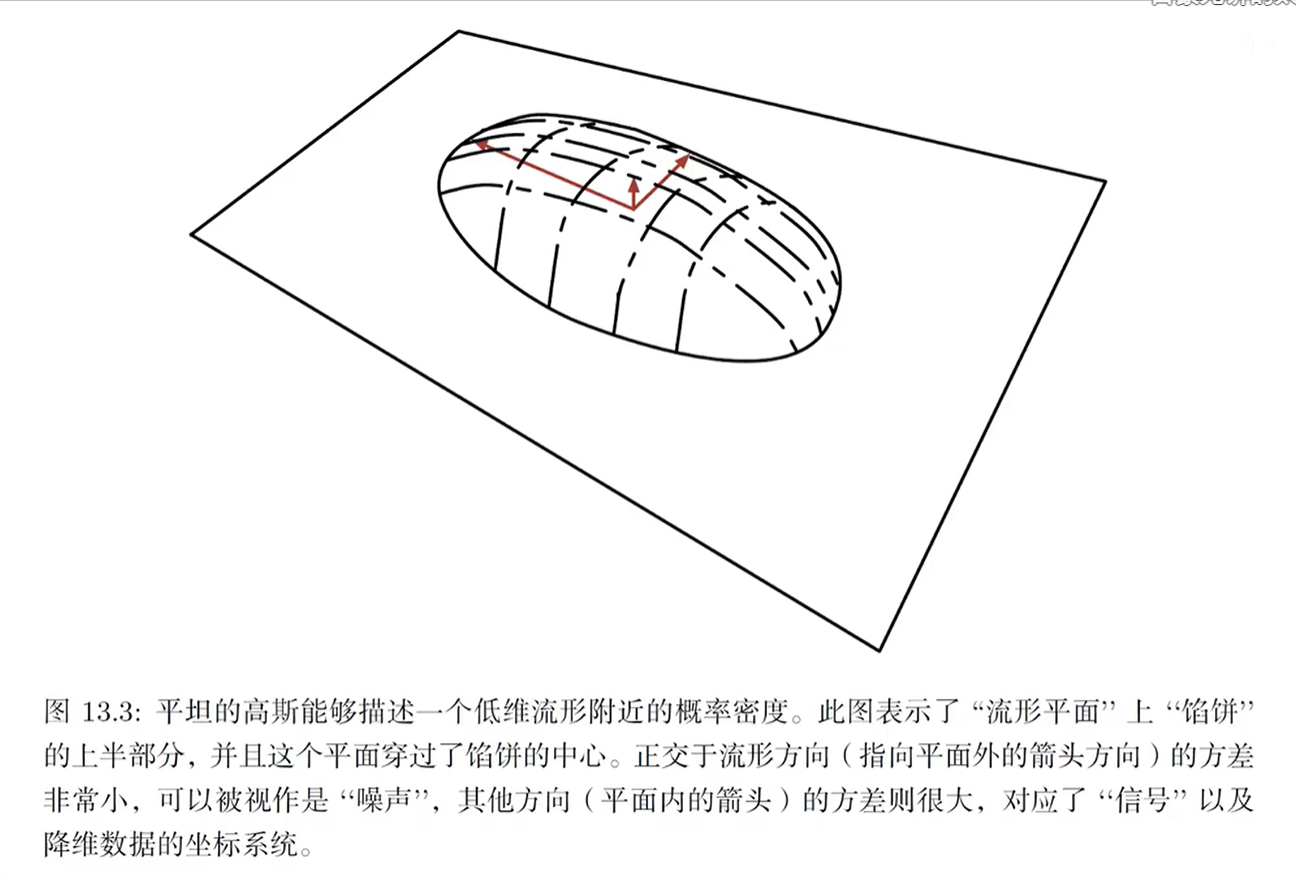 图 13.3: 平坦的高斯能够描述一个低维流形附近的概率密度。此图表示了 “流形平面” 上 “馅饼”
的上半部分，并且这个平面穿过了馅饼的中心。正交于流形方向（指向平面外的箭头方向）的方差
非常小，可以被视作是 “噪声”，其他方向（平面内的箭头）的方差则很大，对应了 “信号” 以及
降维数据的坐标系统。